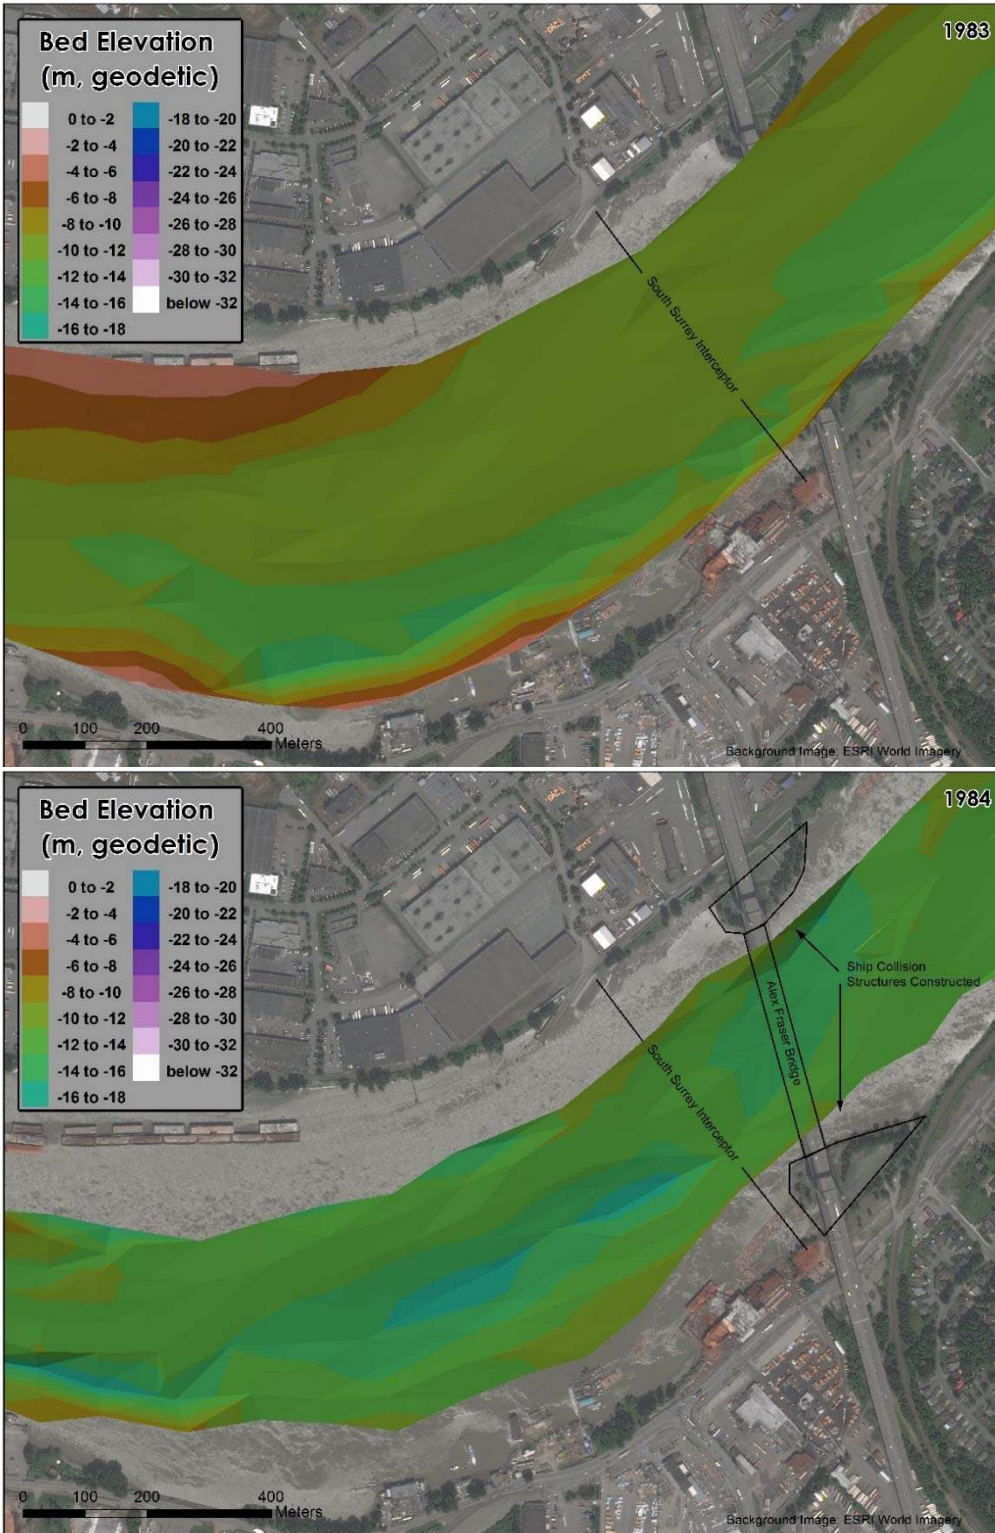 1983
Bed Elevation
(m, geodetic)
0 to -2
-2 to -4
-4 to -6
-6 to -8
-8 to -10
-10 to -12
-12 to -14
-14 to -16
-16 to -18
-18 to -20
-20 to -22
-22 to -24
-24 to -26
-26 to -28
-28 to -30
-30 to -32
below -32
South Surrey Interceptor
0 100 200 400
Meters
Background Image: ESRI World Imagery
1984
Bed Elevation
(m, geodetic)
0 to -2
-2 to -4
-4 to -6
-6 to -8
-8 to -10
-10 to -12
-12 to -14
-14 to -16
-16 to -18
-18 to -20
-20 to -22
-22 to -24
-24 to -26
-26 to -28
-28 to -30
-30 to -32
below -32
Ship Collision
Structures Constructed
Alex Fraser Bridge
South Surrey Interceptor
0 100 200 400
Meters
Background Image: ESRI World Imagery